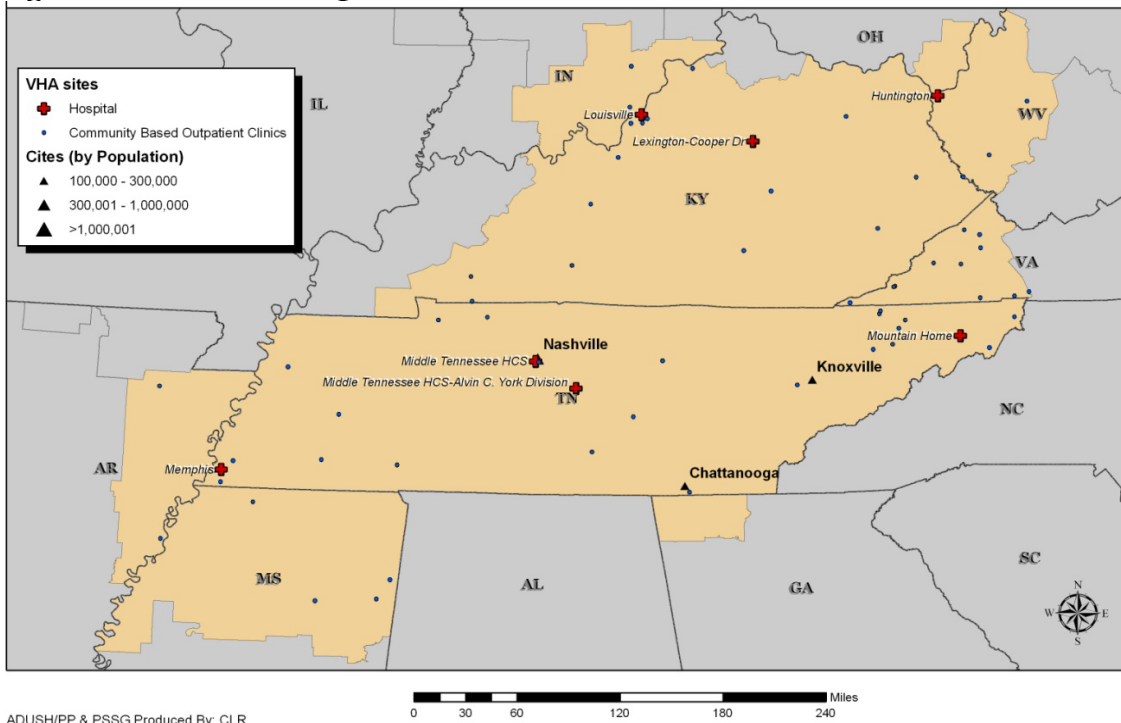 VHA sites
Hospital
Community Based Outpatient Clinics
Cites (by Population)
100,000 - 300,000
300,001 - 1,000,000
>1,000,001
OH
IN
IL
Huntington
WV
Louisville
Lexington-Cooper Dr
KY
VA
Mountain Home
Nashville
Middle Tennessee HCS
Knoxville
Middle Tennessee HCS-Alvin C. York Division
TN
NC
AR
Memphis
Chattanooga
SC
MS
AL
GA
N
W
E
S
Miles
0 30 60 120 180 240
ADUSH/PP & PSSG Produced By: CLR